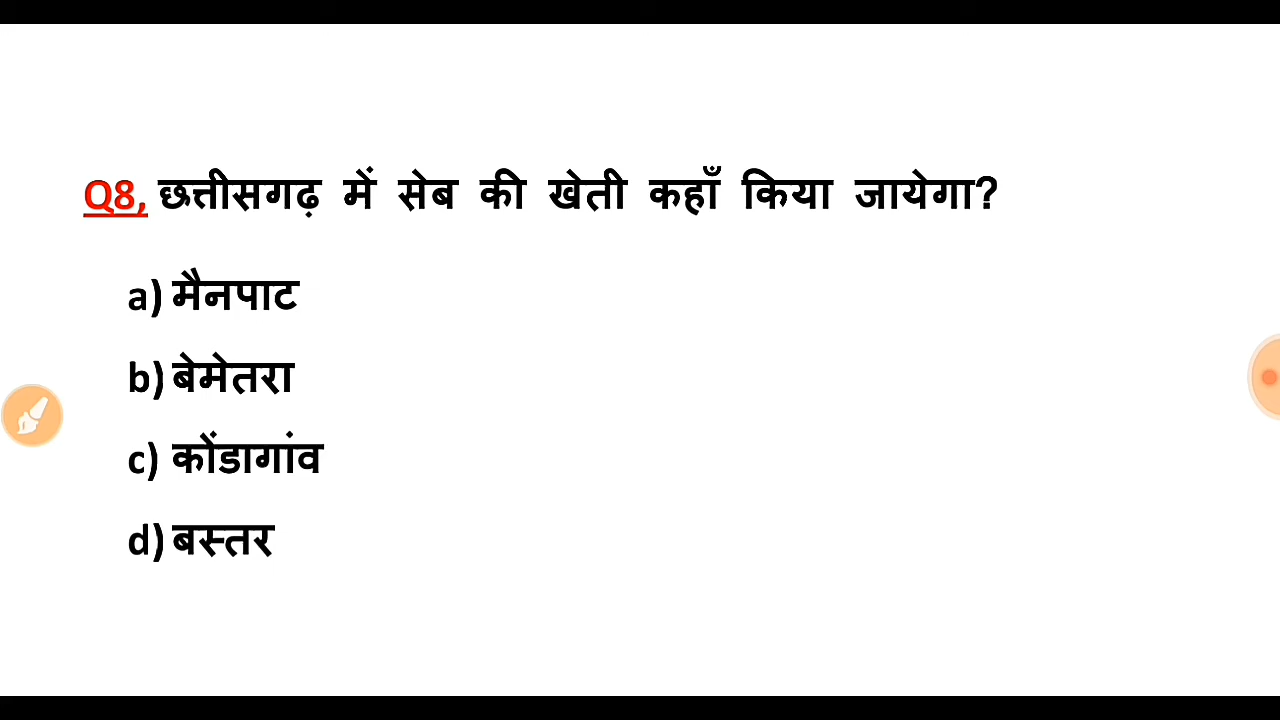 Q8, छत्तीसगढ़ में सेब की खेती कहाँ किया जायेगा?
a) मैनपाट
b) बेमेतरा
c) कोंडागांव
d) बस्तर